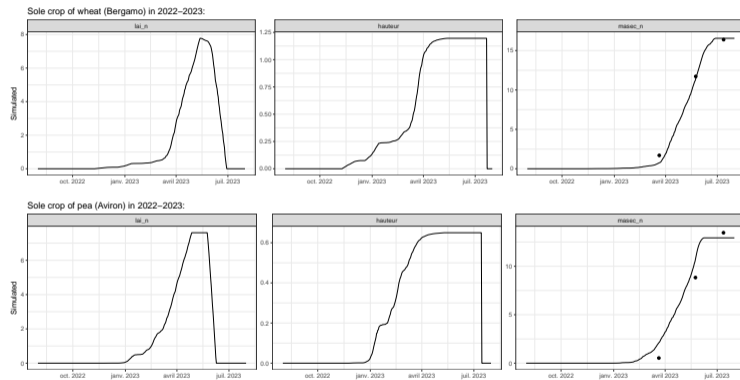 Sole crop of wheat (Bergamo) in 2022−2023:
lai_n
hauteur
masec_n
Simulated
8
6
4
2
0
1.25
1.00
0.75
0.50
0.25
0.00
15
10
5
0
oct. 2022 janv. 2023 avril 2023 juil. 2023
oct. 2022 janv. 2023 avril 2023 juil. 2023
oct. 2022 janv. 2023 avril 2023 juil. 2023
Sole crop of pea (Aviron) in 2022−2023:
lai_n
hauteur
masec_n
Simulated
6
4
2
0
0.6
0.4
0.2
0.0
10
5
0
oct. 2022 janv. 2023 avril 2023 juil. 2023
oct. 2022 janv. 2023 avril 2023 juil. 2023
oct. 2022 janv. 2023 avril 2023 juil. 2023